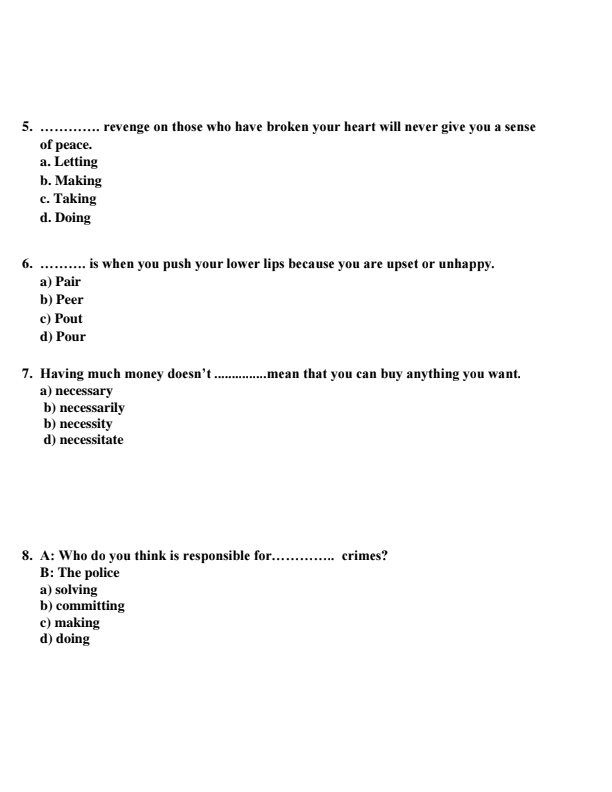 5. …………. revenge on those who have broken your heart will never give you a sense
of peace.
a. Letting
b. Making
c. Taking
d. Doing
6. ………. is when you push your lower lips because you are upset or unhappy.
a) Pair
b) Peer
c) Pout
d) Pour
7. Having much money doesn’t ...............mean that you can buy anything you want.
a) necessary
b) necessarily
b) necessity
d) necessitate
8. A: Who do you think is responsible for………….. crimes?
B: The police
a) solving
b) committing
c) making
d) doing